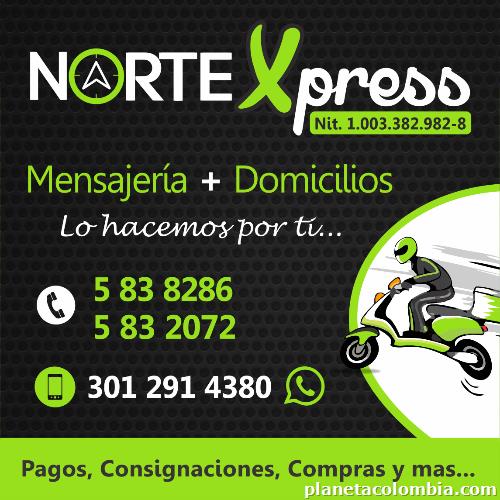 NORTE Xpress
Nit. 1.003.382.982-8
Mensajería + Domicilios
Lo hacemos por tí...
5 83 8286
5 83 2072
301 291 4380
Pagos, Consignaciones, Compras y mas...
planetacolombia.com